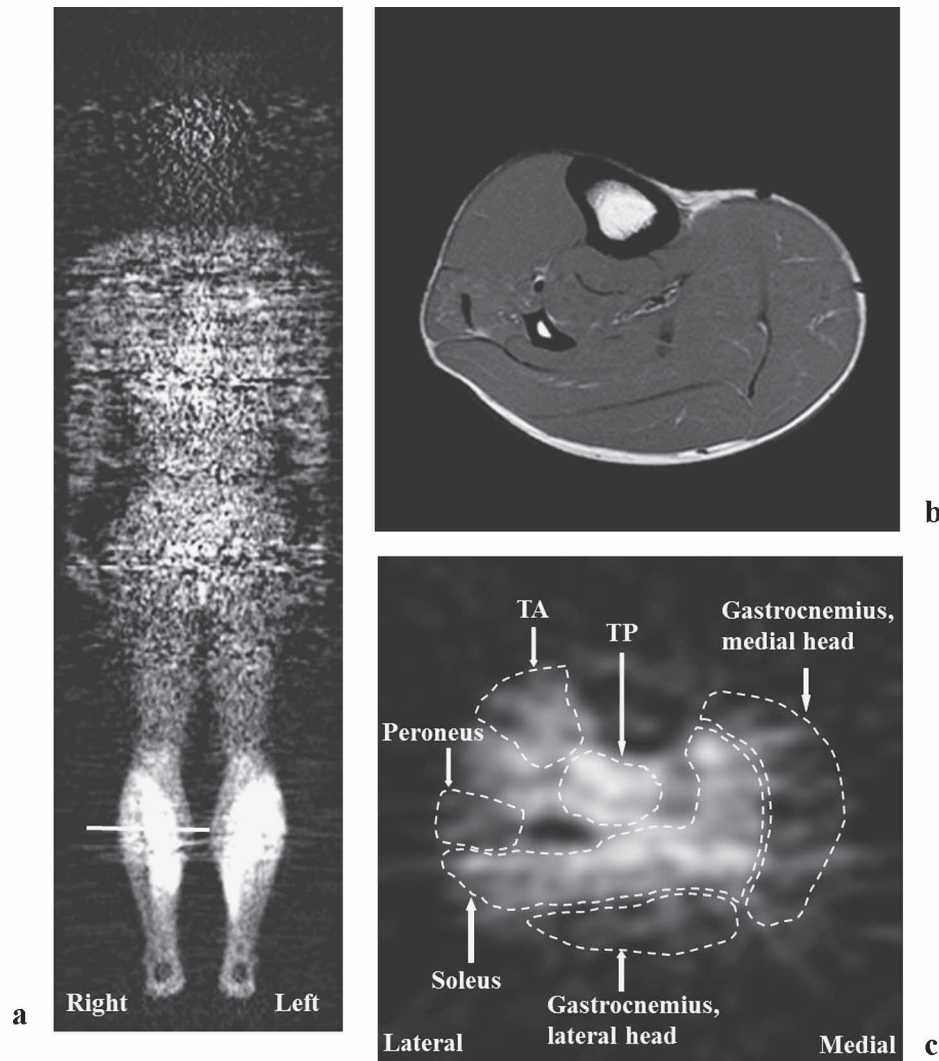 Right
Left
a
b
TA
TP
Gastrocnemius,
medial head
Peroneus
Soleus
Gastrocnemius,
lateral head
Lateral
Medial
c